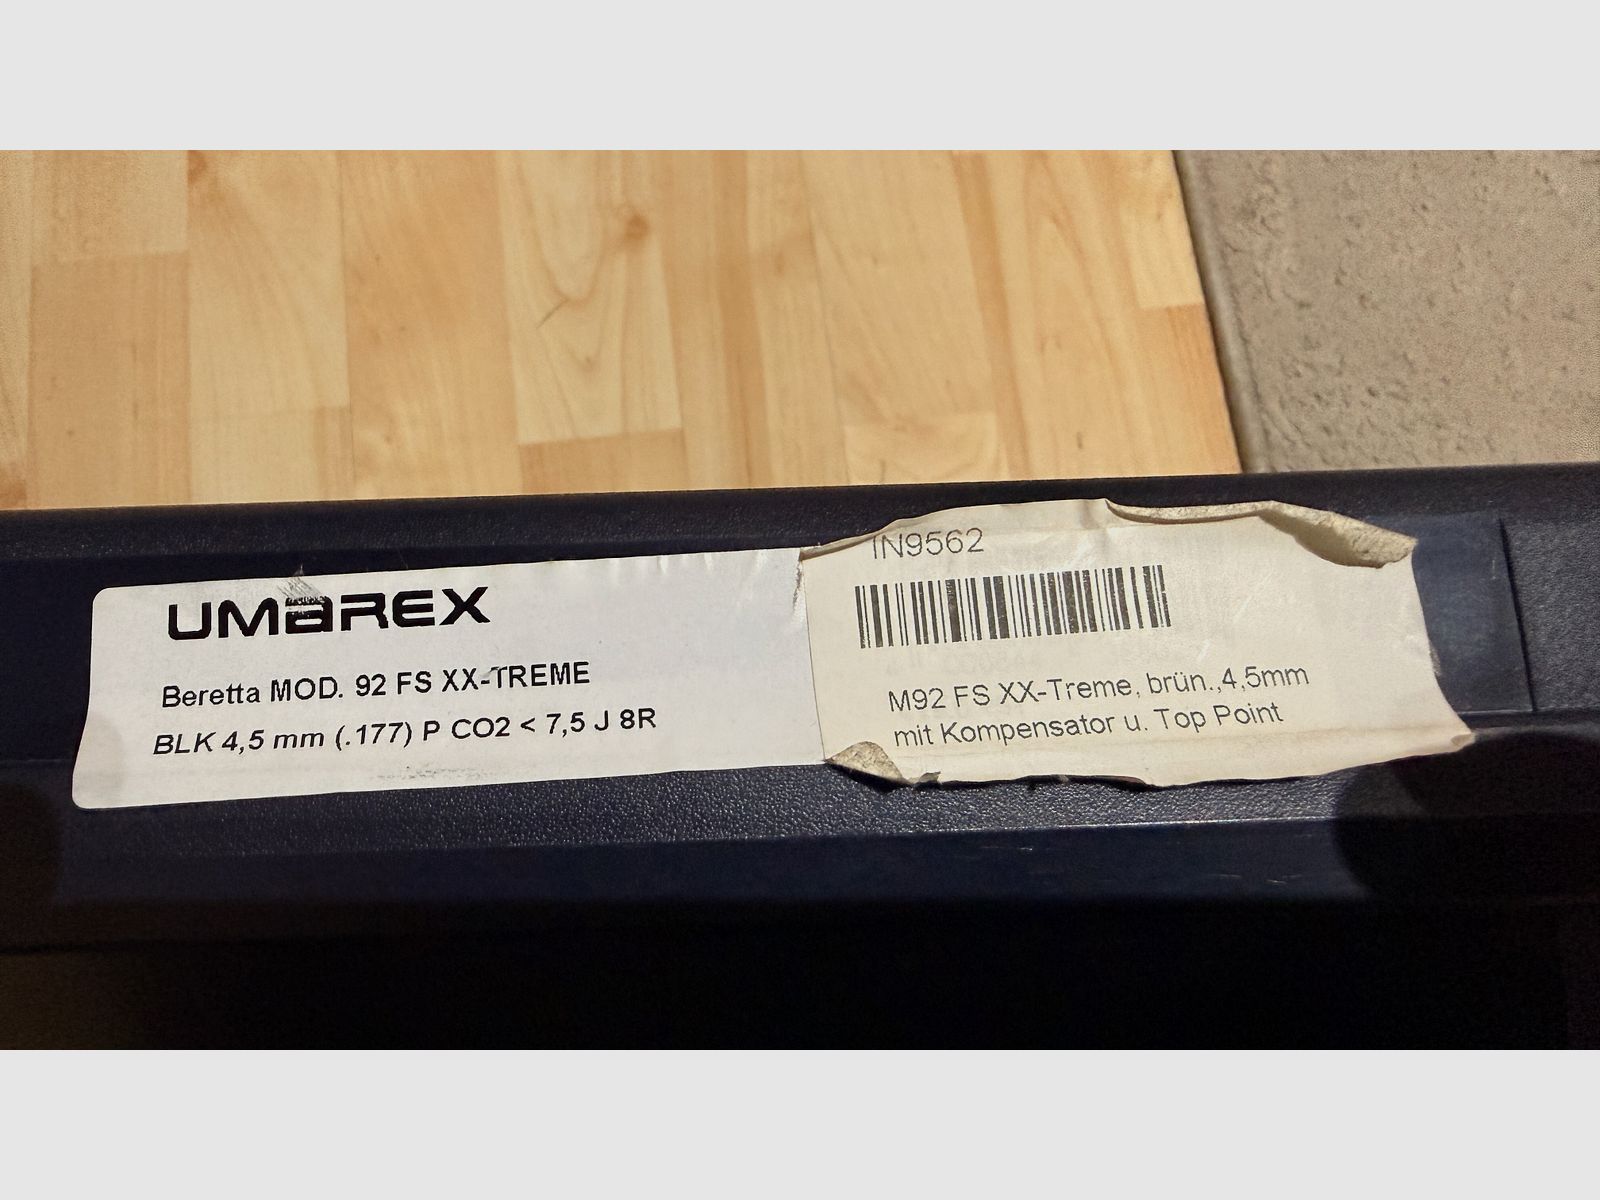 UMAREX
Beretta MOD. 92 FS XX-TREME
BLK 4,5 mm (.177) P CO2 < 7,5 J 8R
IN9562
M92 FS XX-Treme, brün.,4,5mm
mit Kompensator u. Top Point